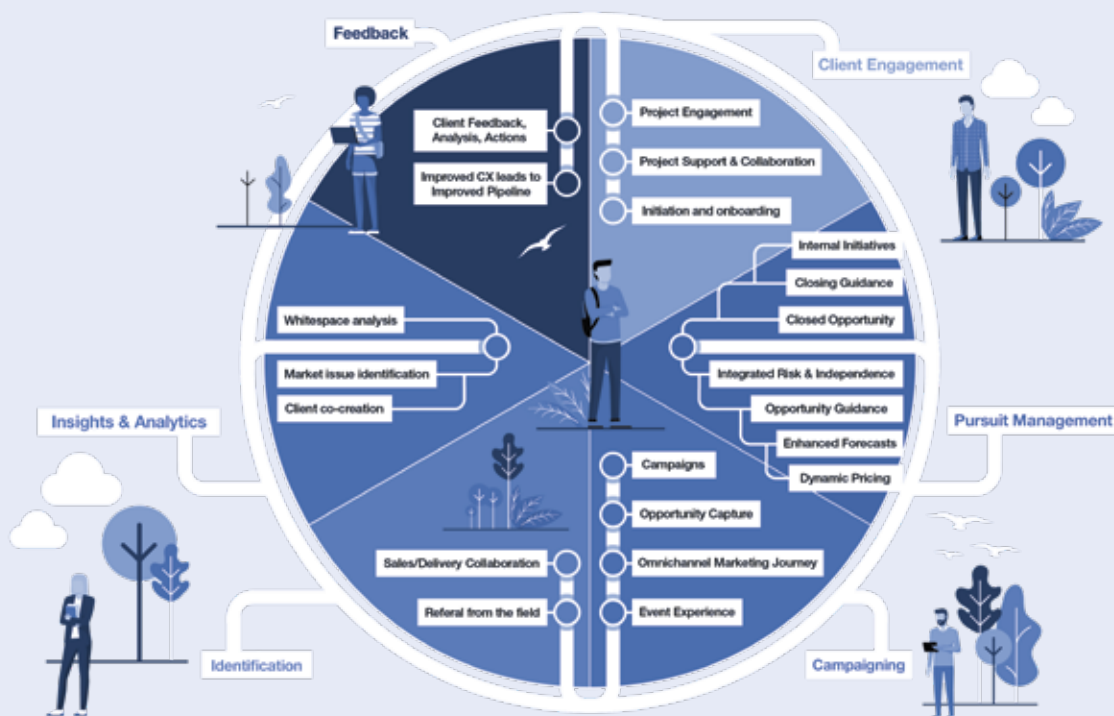 Feedback
Client Engagement
Client Feedback,
Analysis, Actions
Improved CX leads to
Improved Pipeline
Project Engagement
Project Support & Collaboration
Initiation and onboarding
Internal Initiatives
Closing Guidance
Closed Opportunity
Integrated Risk & Independence
Opportunity Guidance
Enhanced Forecasts
Dynamic Pricing
Whitespace analysis
Market issue identification
Client co-creation
Insights & Analytics
Pursuit Management
Campaigns
Opportunity Capture
Omnichannel Marketing Journey
Event Experience
Sales/Delivery Collaboration
Referal from the field
Identification
Campaigning